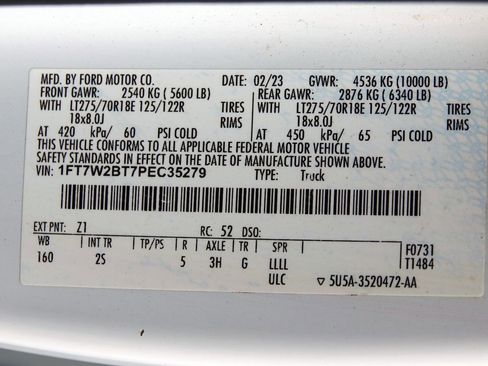 MFD. BY FORD MOTOR CO. DATE: 02/23 GVWR: 4536 KG (10000 LB)
FRONT GAWR: 2540 KG (5600 LB) REAR GAWR: 2876 KG (6340 LB)
WITH LT275/70R18E 125/122R TIRES WITH LT275/70R18E 125/122R TIRES
18x8.0J RIMS 18x8.0J RIMS
AT 420 kPa/ 60 PSI COLD AT 450 kPa/ 65 PSI COLD
THIS VEHICLE CONFORMS TO ALL APPLICABLE FEDERAL MOTOR VEHICLE
SAFETY STANDARDS IN EFFECT ON THE DATE OF MANUFACTURE SHOWN ABOVE.
VIN: 1FT7W2BT7PEC35279 TYPE: Truck
EXT PNT: Z1 RC: 52 DSO:
WB INT TR TP/PS R AXLE TR SPR F0731
160 2S 5 3H G LLLL T1484
ULC ▽ 5U5A-3520472-AA